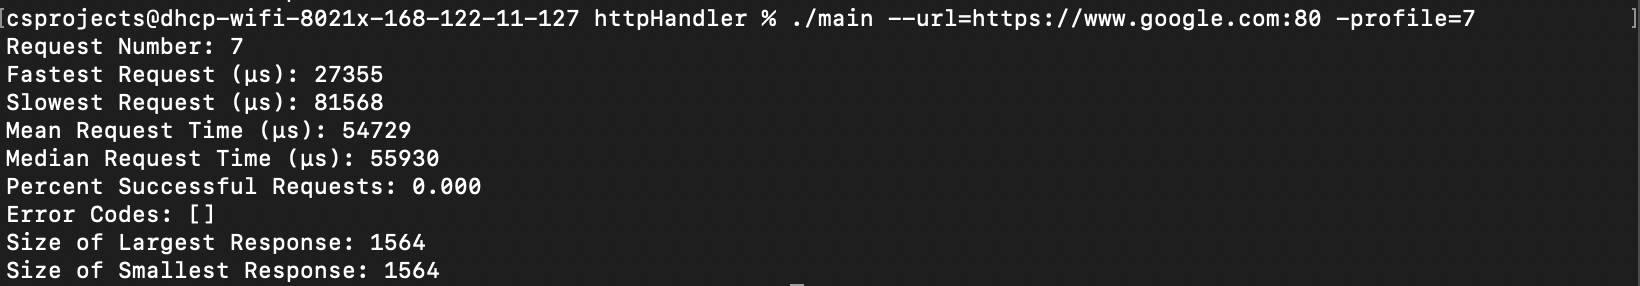 [csprojects@dhcp-wifi-8021x-168-122-11-127 httpHandler % ./main --url=https://www.google.com:80 -profile=7 ]
Request Number: 7
Fastest Request (µs): 27355
Slowest Request (µs): 81568
Mean Request Time (µs): 54729
Median Request Time (µs): 55930
Percent Successful Requests: 0.000
Error Codes: []
Size of Largest Response: 1564
Size of Smallest Response: 1564